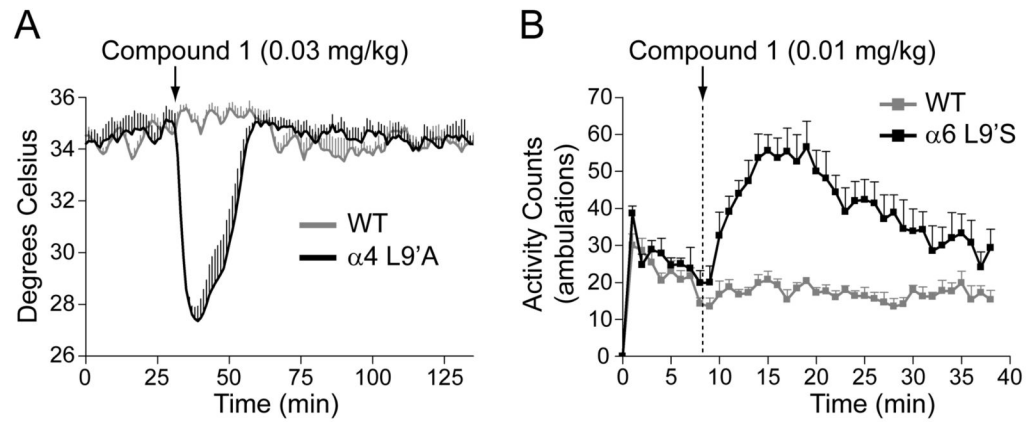 A
Compound 1 (0.03 mg/kg)
36
34
32
30
28
26
Degrees Celsius
WT
α4 L9'A
0
25
50
75
100
125
Time (min)
B
Compound 1 (0.01 mg/kg)
70
60
50
40
30
20
10
0
Activity Counts
(ambulations)
WT
α6 L9'S
0
5
10
15
20
25
30
35
40
Time (min)